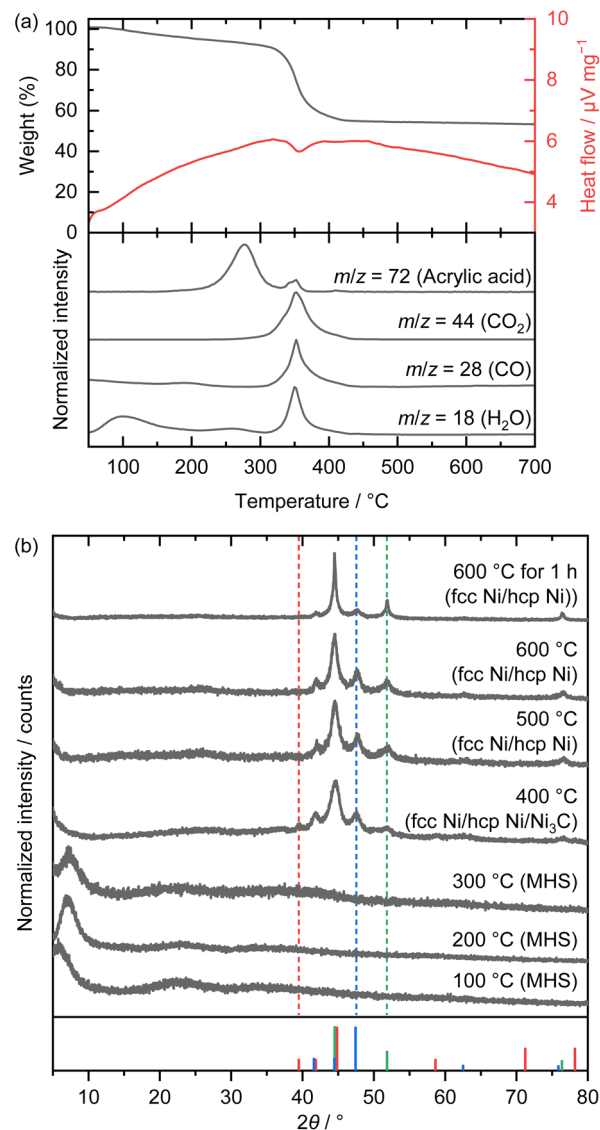 (a)
100
80
60
40
20
0
Weight (%)
10
8
6
4
Heat flow / μV mg⁻¹
Normalized intensity
m/z = 72 (Acrylic acid)
m/z = 44 (CO₂)
m/z = 28 (CO)
m/z = 18 (H₂O)
100 200 300 400 500 600 700
Temperature / °C
(b)
Normalized intensity / counts
600 °C for 1 h
(fcc Ni/hcp Ni))
600 °C
(fcc Ni/hcp Ni)
500 °C
(fcc Ni/hcp Ni)
400 °C
(fcc Ni/hcp Ni/Ni₃C)
300 °C (MHS)
200 °C (MHS)
100 °C (MHS)
10 20 30 40 50 60 70 80
2θ / °